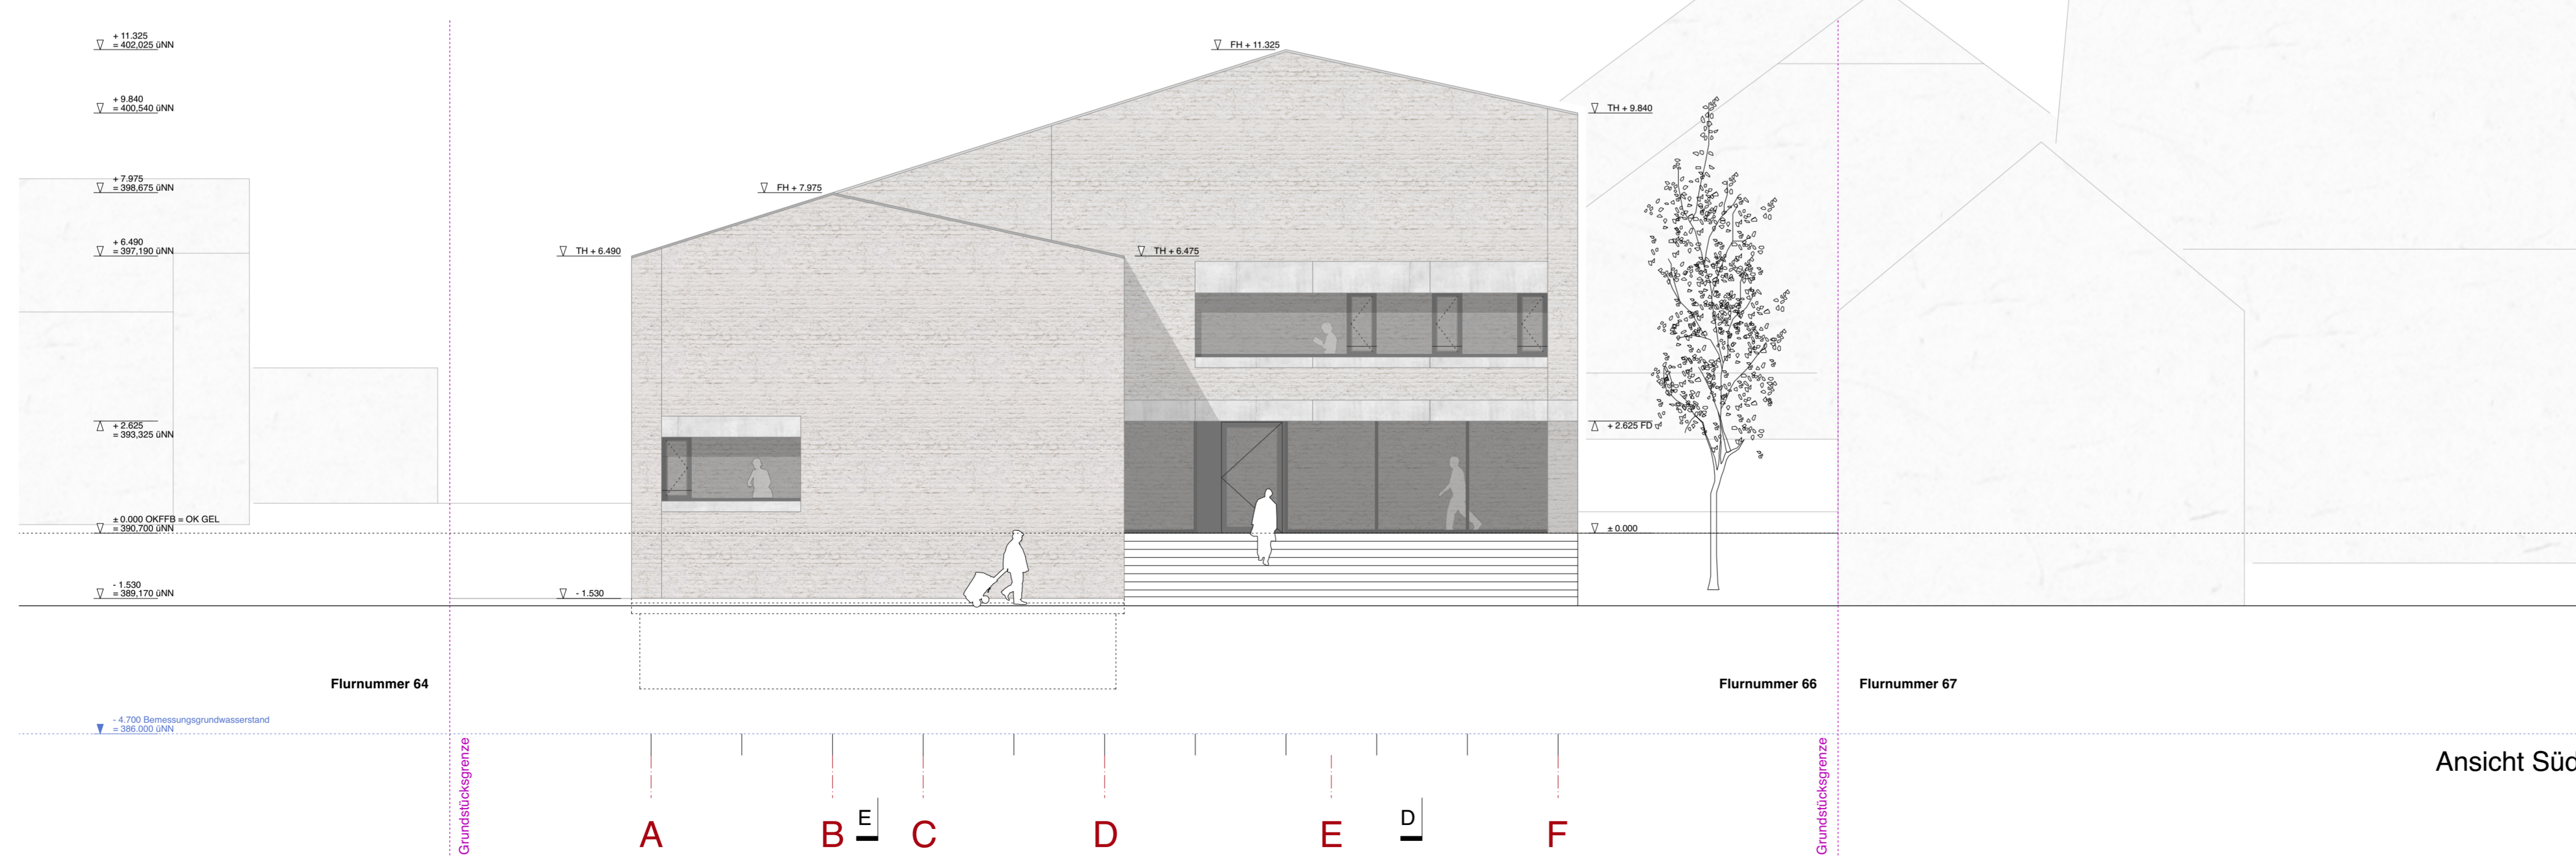 + 11.325
= 402,025 üNN
FH + 11.325
+ 9.840
= 400,540 üNN
TH + 9.840
+ 7.975
= 398,675 üNN
FH + 7.975
+ 6.490
= 397,190 üNN
TH + 6.490
TH + 6.475
+ 2.625
= 393,325 üNN
+ 2.625 FD
± 0.000 OKFFB = OK GEL
= 390,700 üNN
± 0.000
- 1.530
= 389,170 üNN
- 1.530
Flurnummer 64
Flurnummer 66
Flurnummer 67
- 4.700 Bemessungsgrundwasserstand
= 386.000 üNN
Grundstücksgrenze
Grundstücksgrenze
Ansicht Süd
E
D
A
B
C
D
E
F